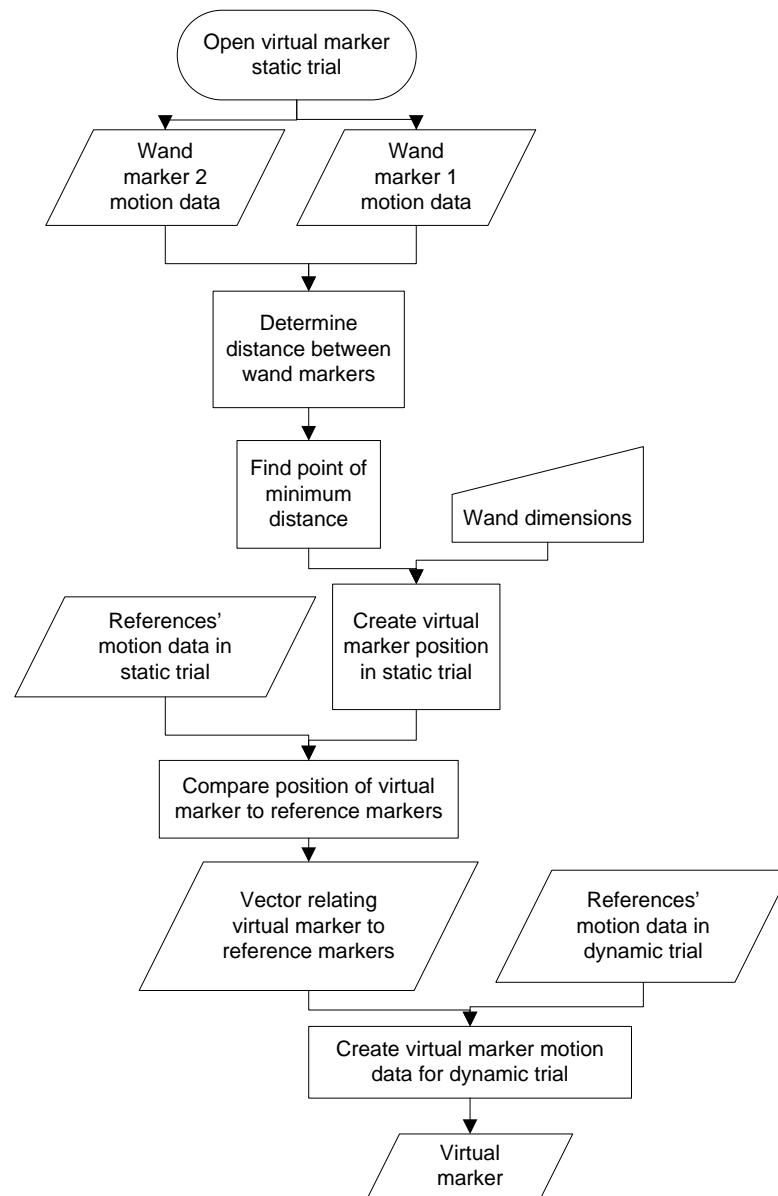 Open virtual marker
static trial
Wand
marker 2
motion data
Wand
marker 1
motion data
Determine
distance between
wand markers
Find point of
minimum
distance
Wand dimensions
References’
motion data in
static trial
Create virtual
marker position
in static trial
Compare position of virtual
marker to reference markers
Vector relating
virtual marker to
reference markers
References’
motion data in
dynamic trial
Create virtual marker motion
data for dynamic trial
Virtual
marker